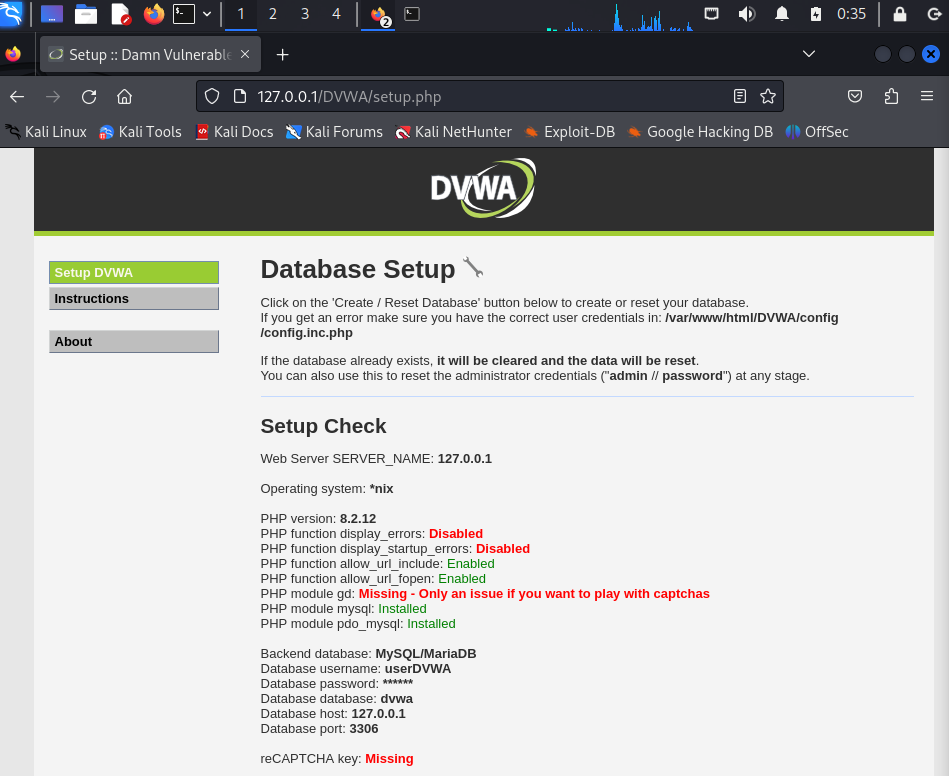 1 2 3 4 2 0:35
Setup :: Damn Vulnerable
127.0.0.1/DVWA/setup.php
Kali Linux Kali Tools Kali Docs Kali Forums Kali NetHunter Exploit-DB Google Hacking DB OffSec
DVWA
Setup DVWA
Instructions
About
Database Setup
Click on the 'Create / Reset Database' button below to create or reset your database.
If you get an error make sure you have the correct user credentials in: /var/www/html/DVWA/config
/config.inc.php
If the database already exists, it will be cleared and the data will be reset.
You can also use this to reset the administrator credentials ("admin // password") at any stage.
Setup Check
Web Server SERVER_NAME: 127.0.0.1
Operating system: *nix
PHP version: 8.2.12
PHP function display_errors: Disabled
PHP function display_startup_errors: Disabled
PHP function allow_url_include: Enabled
PHP function allow_url_fopen: Enabled
PHP module gd: Missing - Only an issue if you want to play with captchas
PHP module mysql: Installed
PHP module pdo_mysql: Installed
Backend database: MySQL/MariaDB
Database username: userDVWA
Database password: ******
Database database: dvwa
Database host: 127.0.0.1
Database port: 3306
reCAPTCHA key: Missing